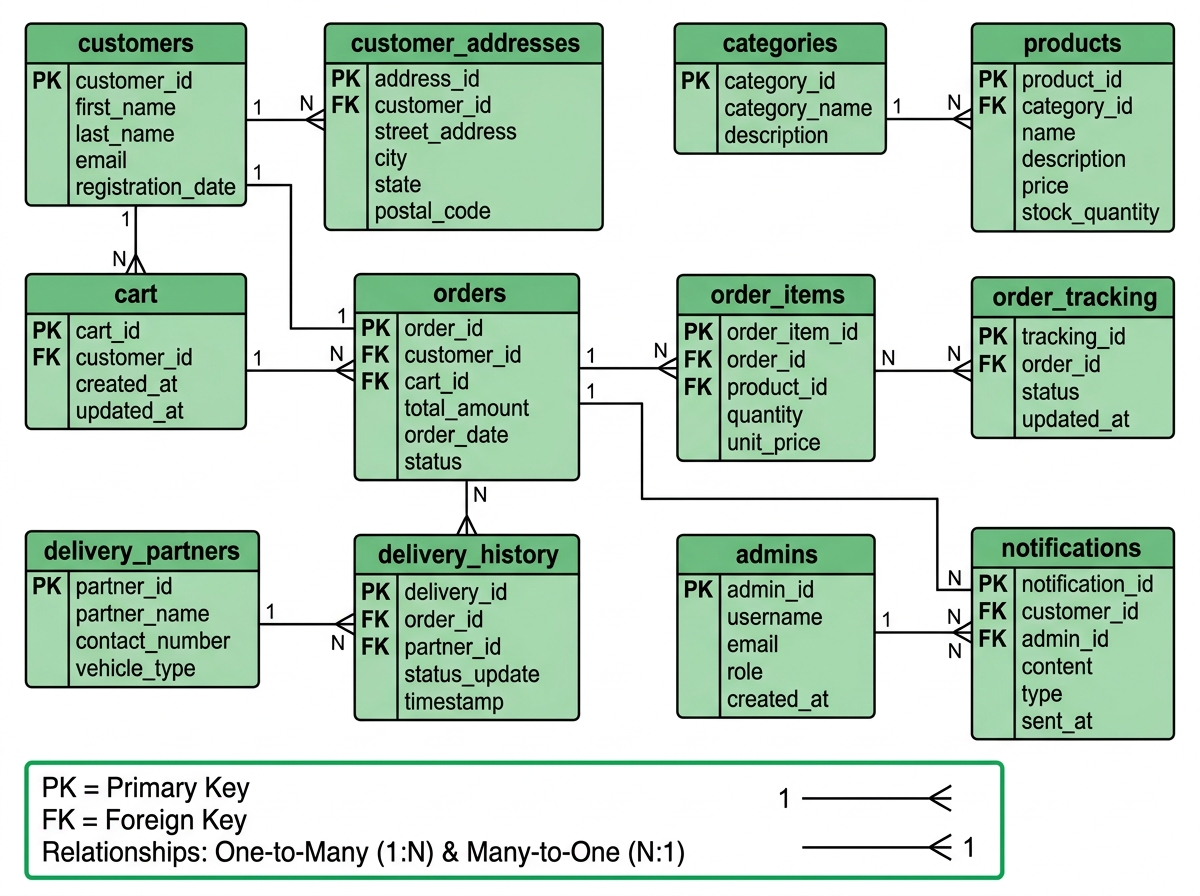 customers
PK customer_id
first_name
last_name
email
registration_date
1
N
customer_addresses
PK address_id
FK customer_id
street_address
city
state
postal_code
categories
PK category_id
category_name
description
1
N
products
PK product_id
FK category_id
name
description
price
stock_quantity
1
1
1
N
cart
PK cart_id
FK customer_id
created_at
updated_at
1
N
orders
PK order_id
FK customer_id
FK cart_id
total_amount
order_date
status
1
N
1
order_items
PK order_item_id
FK order_id
FK product_id
quantity
unit_price
N
N
order_tracking
PK tracking_id
FK order_id
status
updated_at
N
delivery_partners
PK partner_id
partner_name
contact_number
vehicle_type
1
N
delivery_history
PK delivery_id
FK order_id
FK partner_id
status_update
timestamp
admins
PK admin_id
username
email
role
created_at
1
N
N
N
notifications
PK notification_id
FK customer_id
FK admin_id
content
type
sent_at
PK = Primary Key
FK = Foreign Key
Relationships: One-to-Many (1:N) & Many-to-One (N:1)
1
1